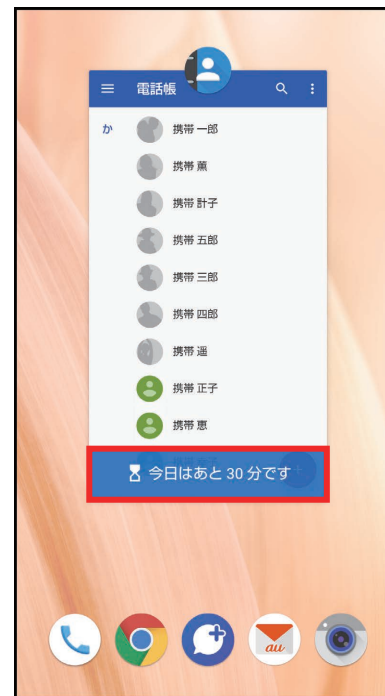 電話帳
か
携帯 一郎
携帯 薫
携帯 計子
携帯 五郎
携帯 三郎
携帯 四郎
携帯 遥
携帯 正子
携帯 恵
今日はあと 30 分です
au